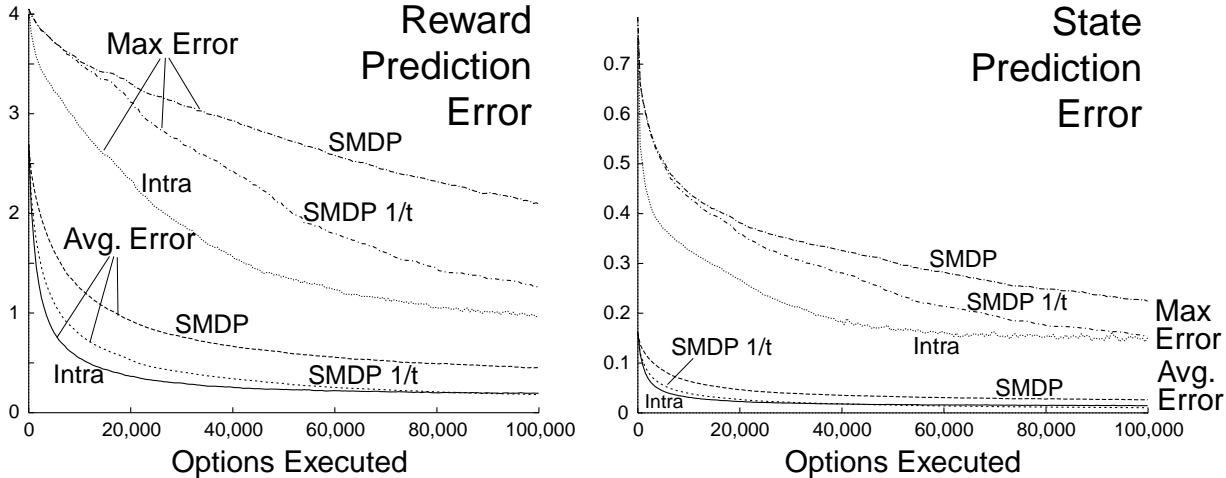 Reward
Prediction
Error
Max Error
SMDP
Intra
SMDP 1/t
Avg. Error
SMDP
SMDP 1/t
Intra
4
3
2
1
0
0
20,000
40,000
60,000
80,000
100,000
Options Executed
State
Prediction
Error
0.7
0.6
0.5
0.4
0.3
0.2
0.1
0
SMDP
SMDP 1/t
Intra
Max
Error
SMDP 1/t
SMDP
Intra
Avg.
Error
0
20,000
40,000
60,000
80,000
100,000
Options Executed